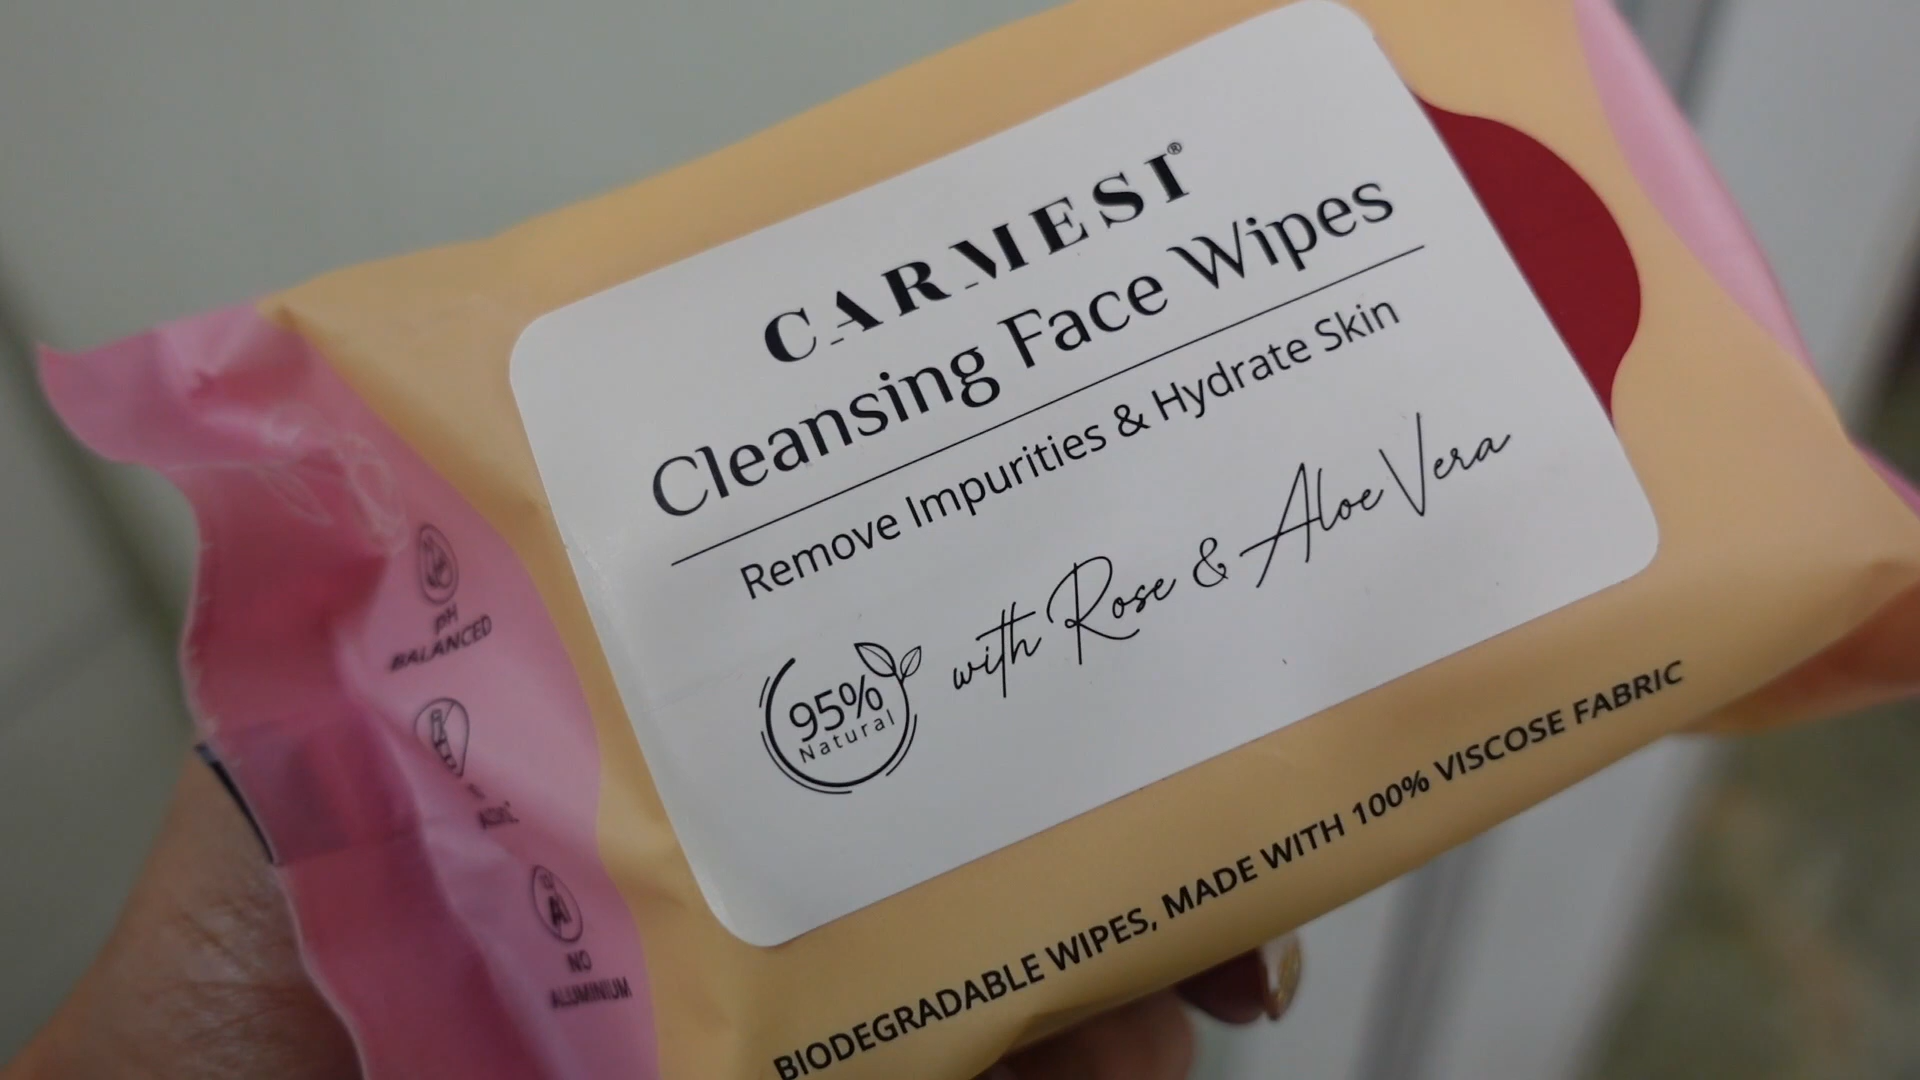 CARMESI®
Cleansing Face Wipes
Remove Impurities & Hydrate Skin
with Rose & Aloe Vera
95%
Natural
BIODEGRADABLE WIPES, MADE WITH 100% VISCOSE FABRIC
pH
BALANCED
NO
ALUMINIUM